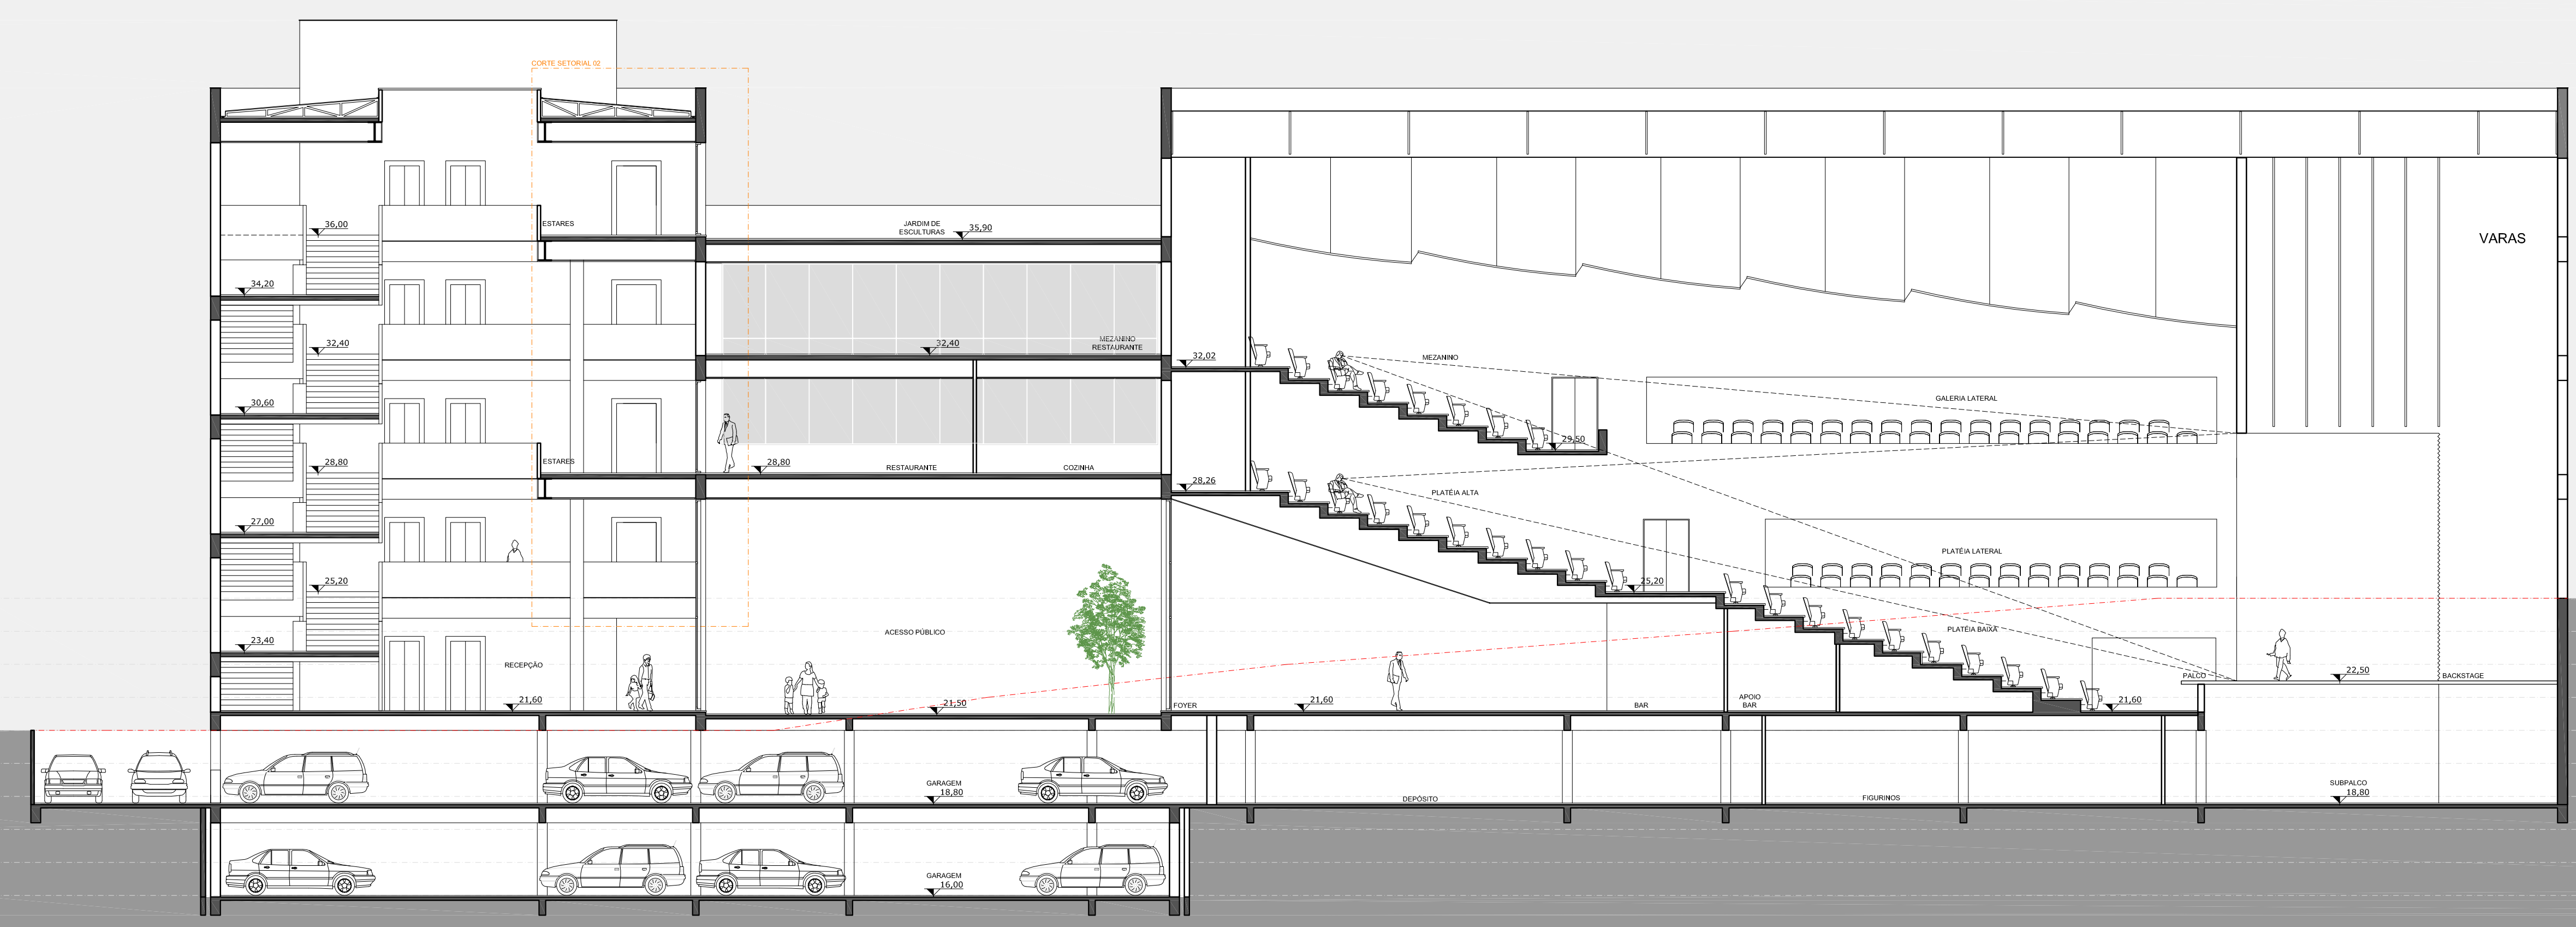 CORTE SETORIAL 02
36,00
ESTARES
JARDIM DE
ESCULTURAS
35,90
VARAS
34,20
32,40
32,40
MEZANINO
RESTAURANTE
32,02
MEZANINO
30,60
GALERIA LATERAL
29,50
28,80
ESTARES
28,80
RESTAURANTE
COZINHA
28,26
PLATÉIA ALTA
27,00
25,20
25,20
PLATÉIA LATERAL
23,40
RECEPÇÃO
ACESSO PÚBLICO
PLATÉIA BAIXA
21,60
21,50
FOYER
21,60
BAR
APOIO
BAR
21,60
PALCO
22,50
BACKSTAGE
GARAGEM
18,80
DEPÓSITO
FIGURINOS
SUBPALCO
18,80
GARAGEM
16,00